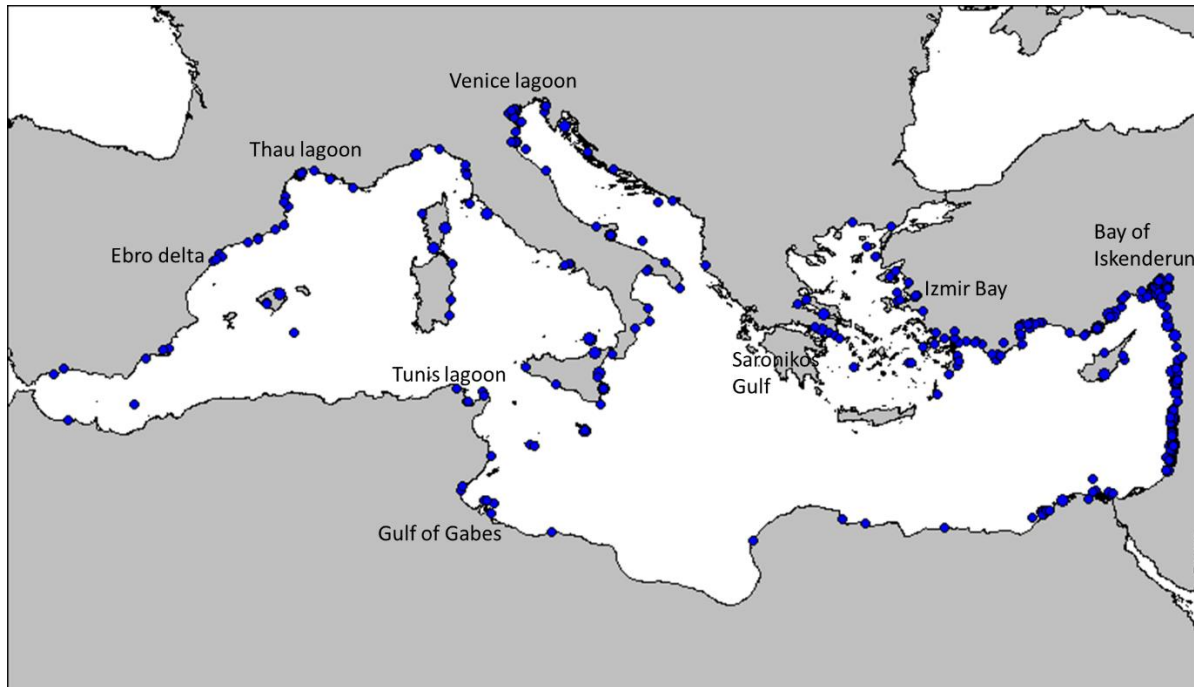 Venice lagoon
Thau lagoon
Ebro delta
Bay of
Iskenderun
Izmir Bay
Saronikos
Gulf
Tunis lagoon
Gulf of Gabes